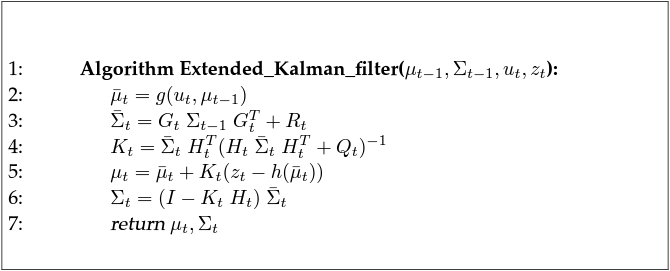 1: Algorithm Extended_Kalman_filter(μ_{t−1}, Σ_{t−1}, u_t, z_t):
2: μ̄_t = g(u_t, μ_{t−1})
3: Σ̄_t = G_t Σ_{t−1} G_t^T + R_t
4: K_t = Σ̄_t H_t^T (H_t Σ̄_t H_t^T + Q_t)^{−1}
5: μ_t = μ̄_t + K_t(z_t − h(μ̄_t))
6: Σ_t = (I − K_t H_t) Σ̄_t
7: return μ_t, Σ_t